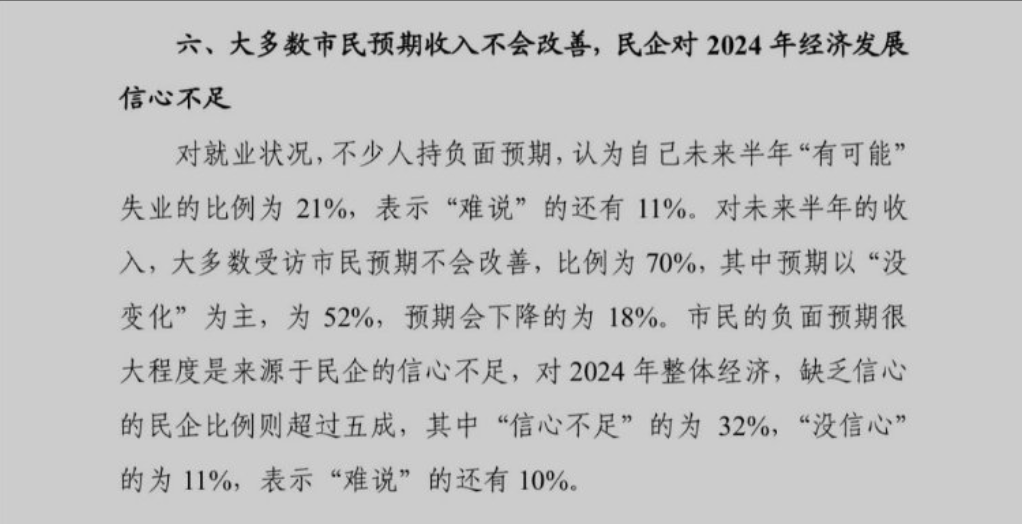 六、大多数市民预期收入不会改善，民企对 2024 年经济发展
信心不足
对就业状况，不少人持负面预期，认为自己未来半年“有可能”
失业的比例为 21%，表示“难说”的还有 11%。对未来半年的收
入，大多数受访市民预期不会改善，比例为 70%，其中预期以“没
变化”为主，为 52%，预期会下降的为 18%。市民的负面预期很
大程度是来源于民企的信心不足，对 2024 年整体经济，缺乏信心
的民企比例则超过五成，其中“信心不足”的为 32%，“没信心”
的为 11%，表示“难说”的还有 10%。